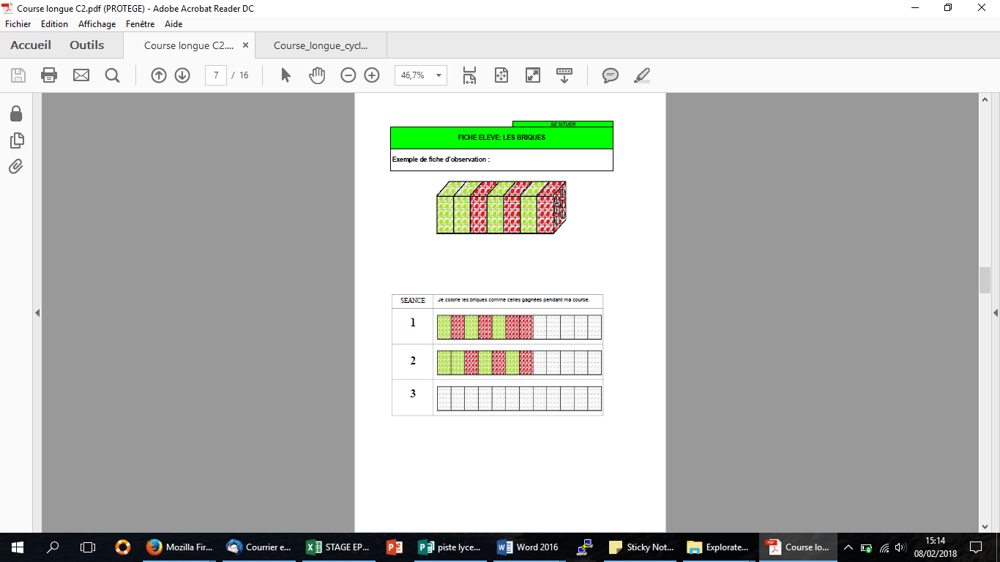 Course longue C2.pdf (PROTEGE) - Adobe Acrobat Reader DC
Fichier Edition Affichage Fenêtre Aide
Accueil Outils Course longue C2.... × Course_longue_cycl...
7 / 16 46,7%
SE SITUER
FICHE ELEVE: LES BRIQUES
Exemple de fiche d'observation :
SEANCE Je colorie les briques comme celles gagnées pendant ma course.
1
2
3
Mozilla Fir... Courrier e... STAGE EP... piste lyce... Word 2016 Sticky Not... Explorate... Course lo... 15:14
08/02/2018